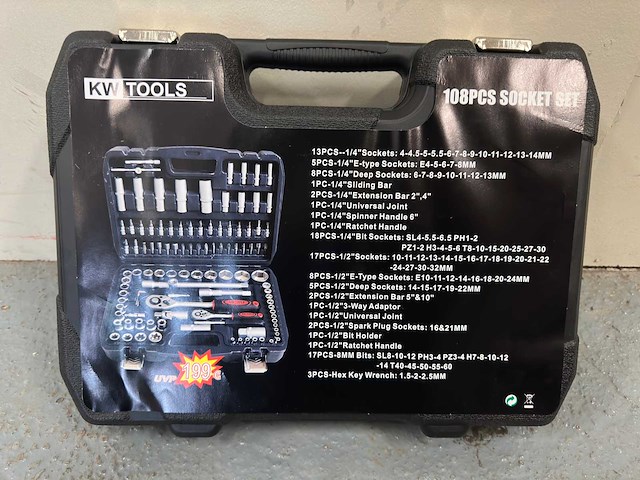 KW TOOLS
108PCS SOCKET SET
13PCS--1/4"Sockets: 4-4.5-5-5.5-6-7-8-9-10-11-12-13-14MM
5PCS-1/4"E-type Sockets: E4-5-6-7-8MM
8PCS-1/4"Deep Sockets: 6-7-8-9-10-11-12-13MM
1PC-1/4"Sliding Bar
2PCS-1/4"Extension Bar 2",4"
1PC-1/4"Universal Joint
1PC-1/4"Spinner Handle 6"
1PC-1/4"Ratchet Handle
18PCS-1/4"Bit Sockets: SL4-5.5-6.5 PH1-2
PZ1-2 H3-4-5-6 T8-10-15-20-25-27-30
17PCS-1/2"Sockets: 10-11-12-13-14-15-16-17-18-19-20-21-22
-24-27-30-32MM
8PCS-1/2"E-Type Sockets: E10-11-12-14-16-18-20-24MM
5PCS-1/2"Deep Sockets: 14-15-17-19-22MM
2PCS-1/2"Extension Bar 5"&10"
1PC-1/2"3-Way Adaptor
1PC-1/2"Universal Joint
2PCS-1/2"Spark Plug Sockets: 16&21MM
1PC-1/2"Bit Holder
1PC-1/2"Ratchet Handle
17PCS-8MM Bits: SL8-10-12 PH3-4 PZ3-4 H7-8-10-12
-14 T40-45-50-55-60
3PCS-Hex Key Wrench: 1.5-2-2.5MM
UVP 199 €